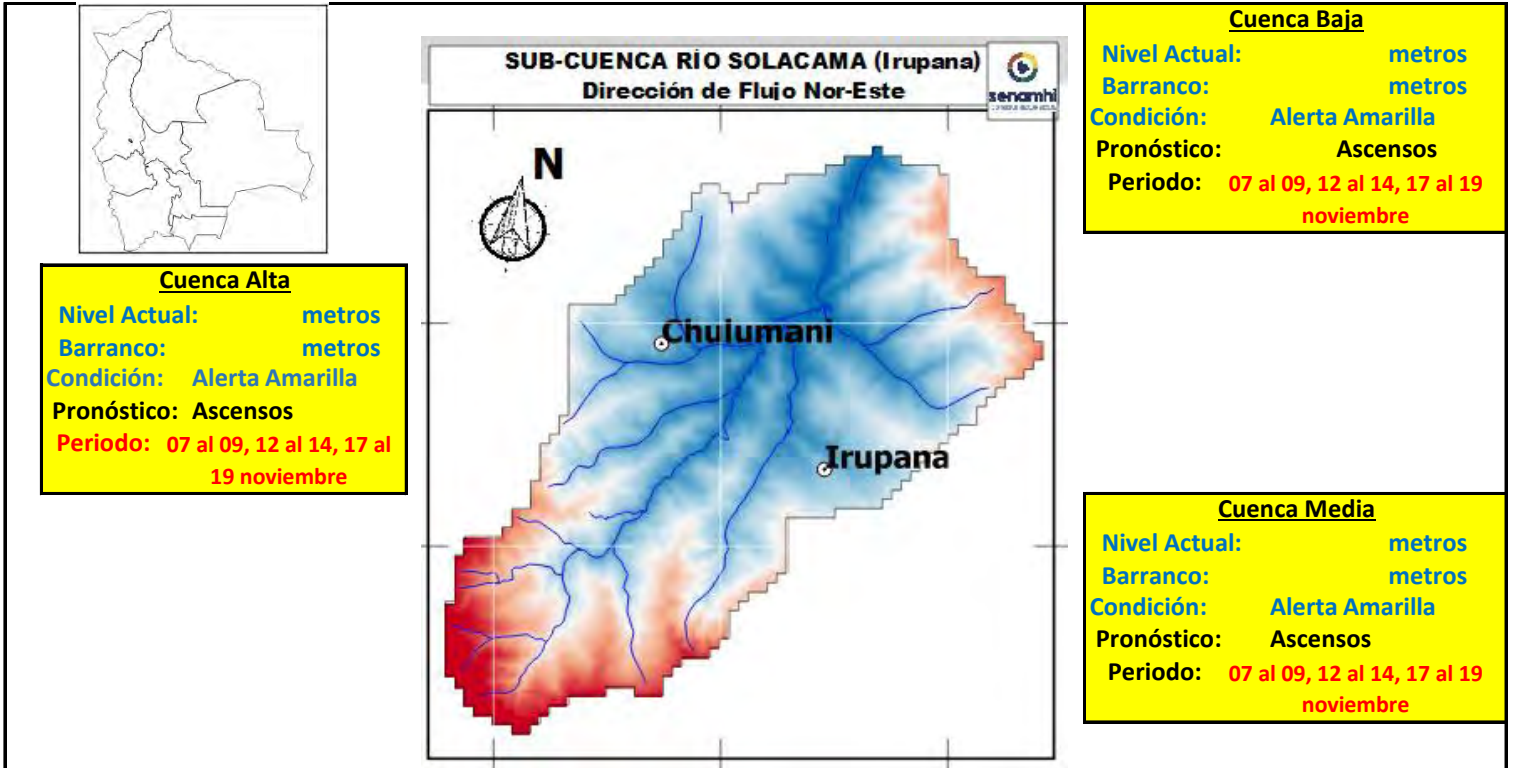 SUB-CUENCA RÍO SOLACAMA (Irupana)
Dirección de Flujo Nor-Este
senamhi
N
Chulumani
Irupana
Cuenca Alta
Nivel Actual: metros
Barranco: metros
Condición: Alerta Amarilla
Pronóstico: Ascensos
Periodo: 07 al 09, 12 al 14, 17 al
19 noviembre
Cuenca Baja
Nivel Actual: metros
Barranco: metros
Condición: Alerta Amarilla
Pronóstico: Ascensos
Periodo: 07 al 09, 12 al 14, 17 al 19
noviembre
Cuenca Media
Nivel Actual: metros
Barranco: metros
Condición: Alerta Amarilla
Pronóstico: Ascensos
Periodo: 07 al 09, 12 al 14, 17 al 19
noviembre